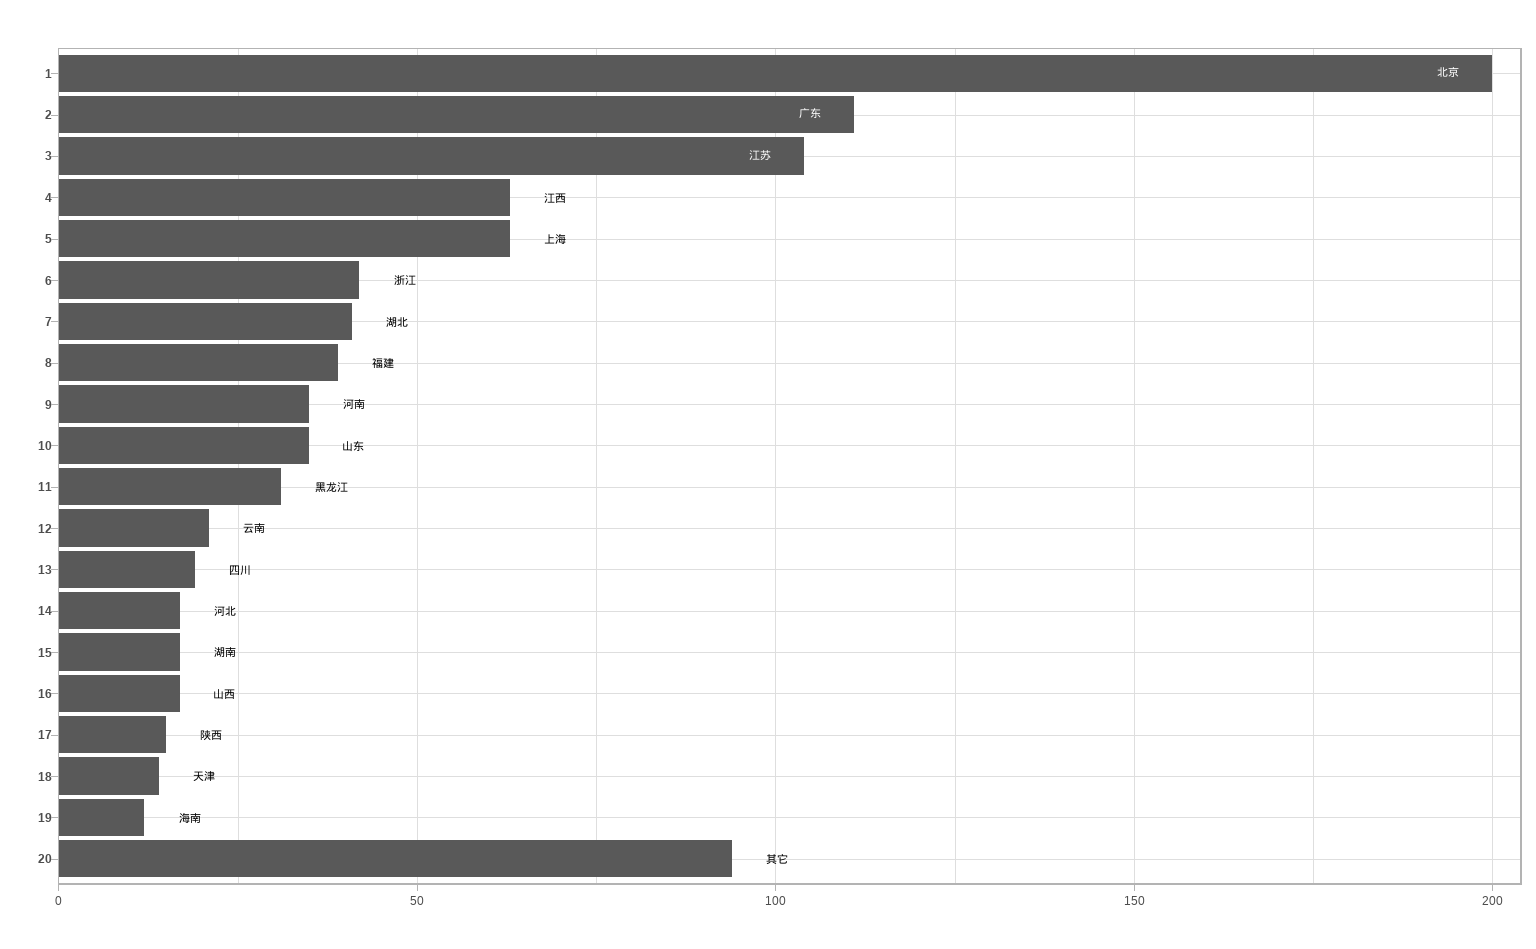 1 北京
2 广东
3 江苏
4 江西
5 上海
6 浙江
7 湖北
8 福建
9 河南
10 山东
11 黑龙江
12 云南
13 四川
14 河北
15 湖南
16 山西
17 陕西
18 天津
19 海南
20 其它
0 50 100 150 200